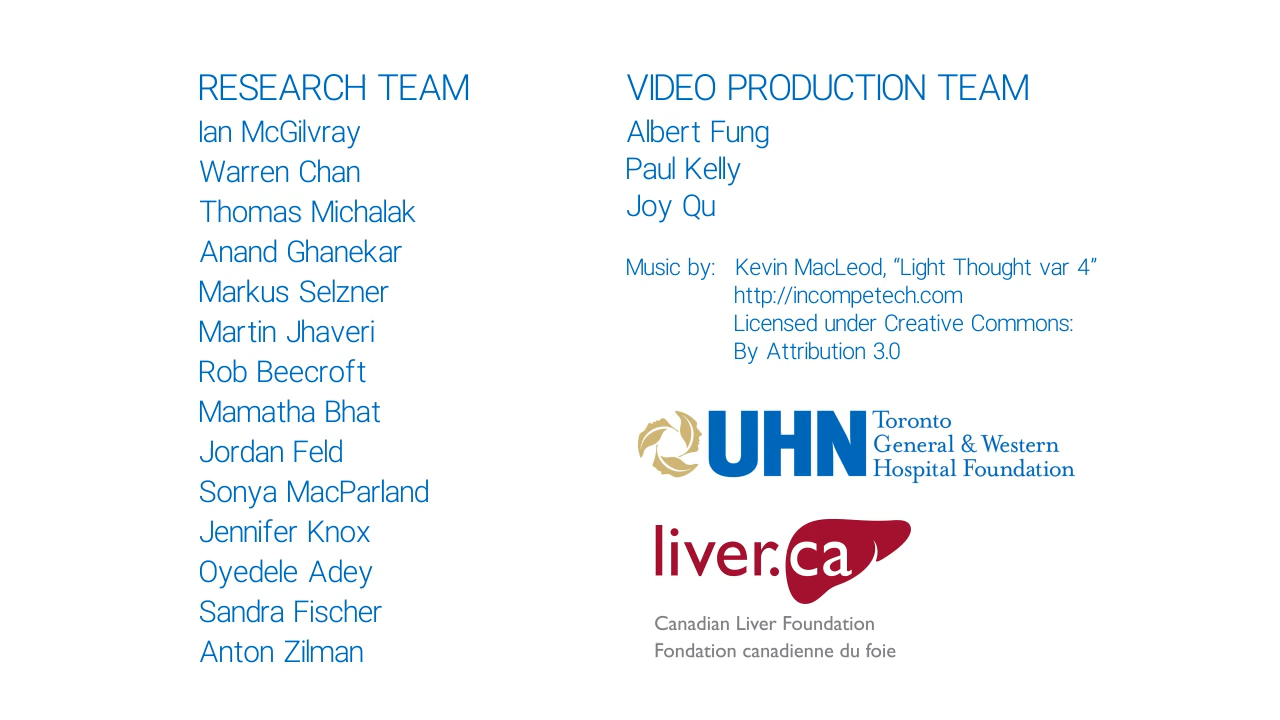 RESEARCH TEAM
Ian McGilvray
Warren Chan
Thomas Michalak
Anand Ghanekar
Markus Selzner
Martin Jhaveri
Rob Beecroft
Mamatha Bhat
Jordan Feld
Sonya MacParland
Jennifer Knox
Oyedele Adey
Sandra Fischer
Anton Zilman
VIDEO PRODUCTION TEAM
Albert Fung
Paul Kelly
Joy Qu
Music by: Kevin MacLeod, “Light Thought var 4”
http://incompetech.com
Licensed under Creative Commons:
By Attribution 3.0
UHN
Toronto
General & Western
Hospital Foundation
liver.ca
Canadian Liver Foundation
Fondation canadienne du foie